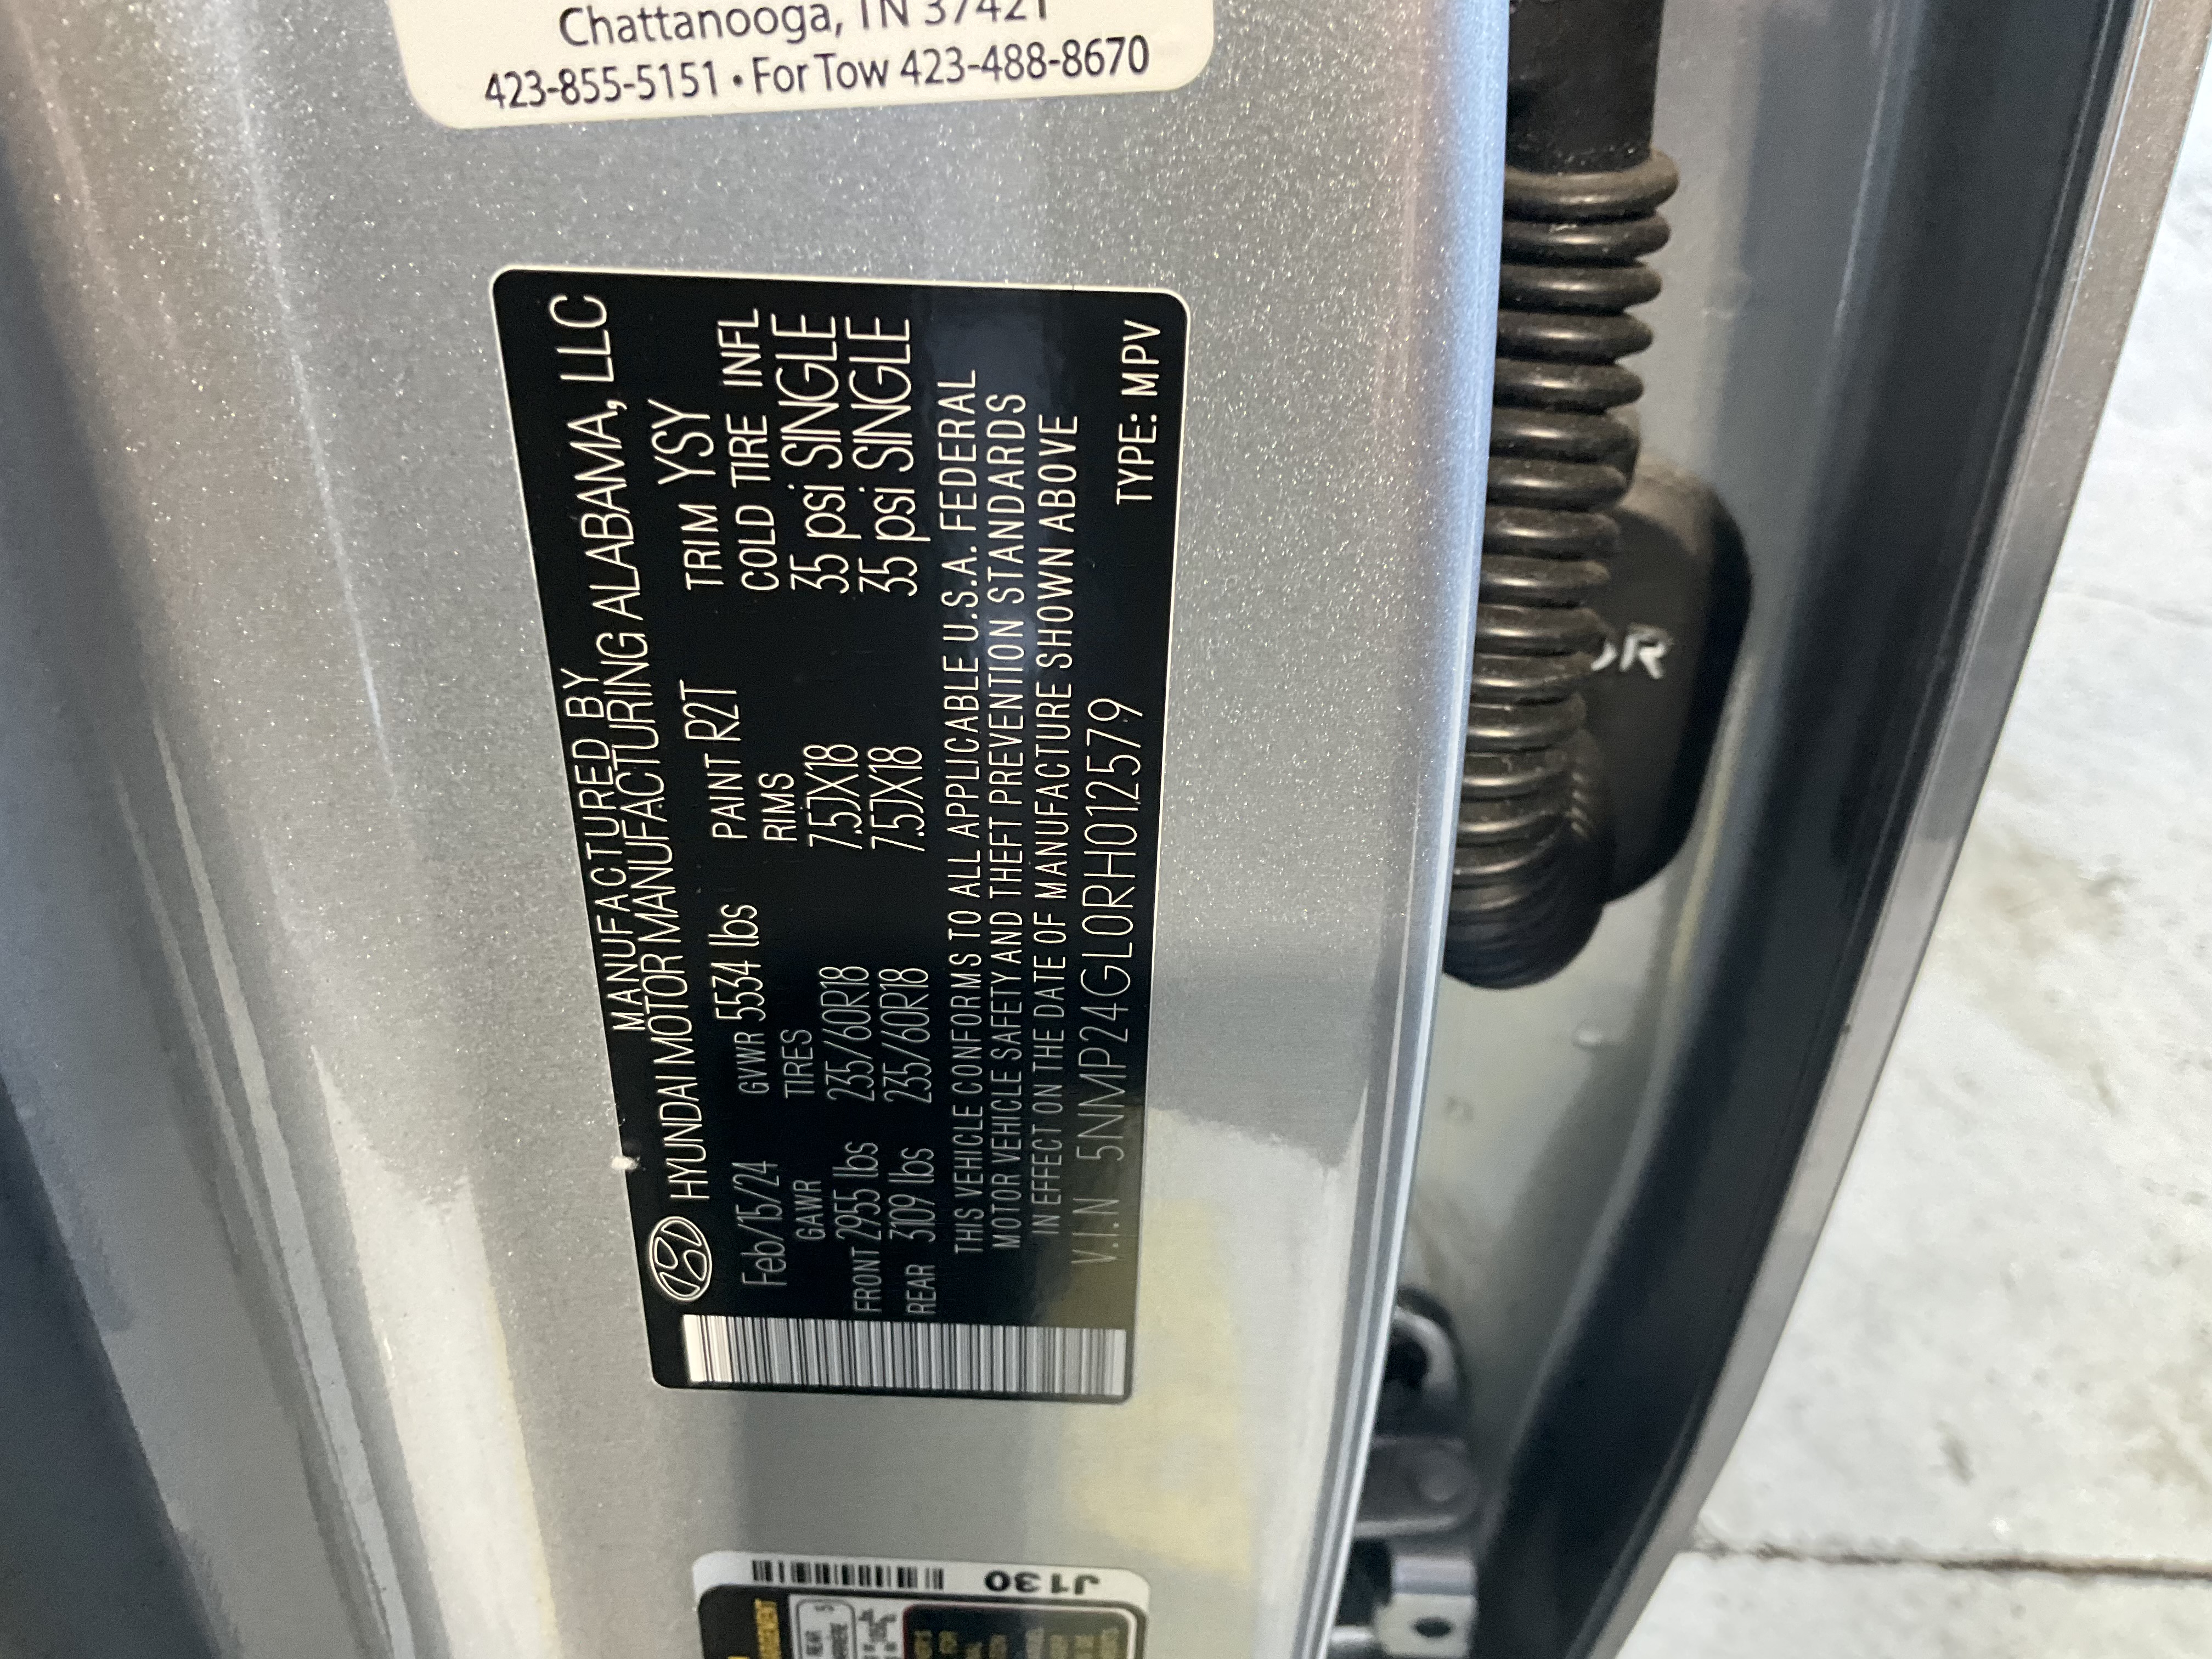 Chattanooga, TN 37421
423-855-5151 • For Tow 423-488-8670
MANUFACTURED BY
HYUNDAI MOTOR MANUFACTURING ALABAMA, LLC
Feb/15/24 GVWR 5534 lbs PAINT R2T TRIM YSY
GAWR TIRES RIMS COLD TIRE INFL
FRONT 2955 lbs 235/60R18 7.5JX18 35 psi SINGLE
REAR 3109 lbs 235/60R18 7.5JX18 35 psi SINGLE
THIS VEHICLE CONFORMS TO ALL APPLICABLE U.S.A. FEDERAL
MOTOR VEHICLE SAFETY AND THEFT PREVENTION STANDARDS
IN EFFECT ON THE DATE OF MANUFACTURE SHOWN ABOVE
V.I.N 5NMP24GL0RH012579 TYPE: MPV
J130
REAR